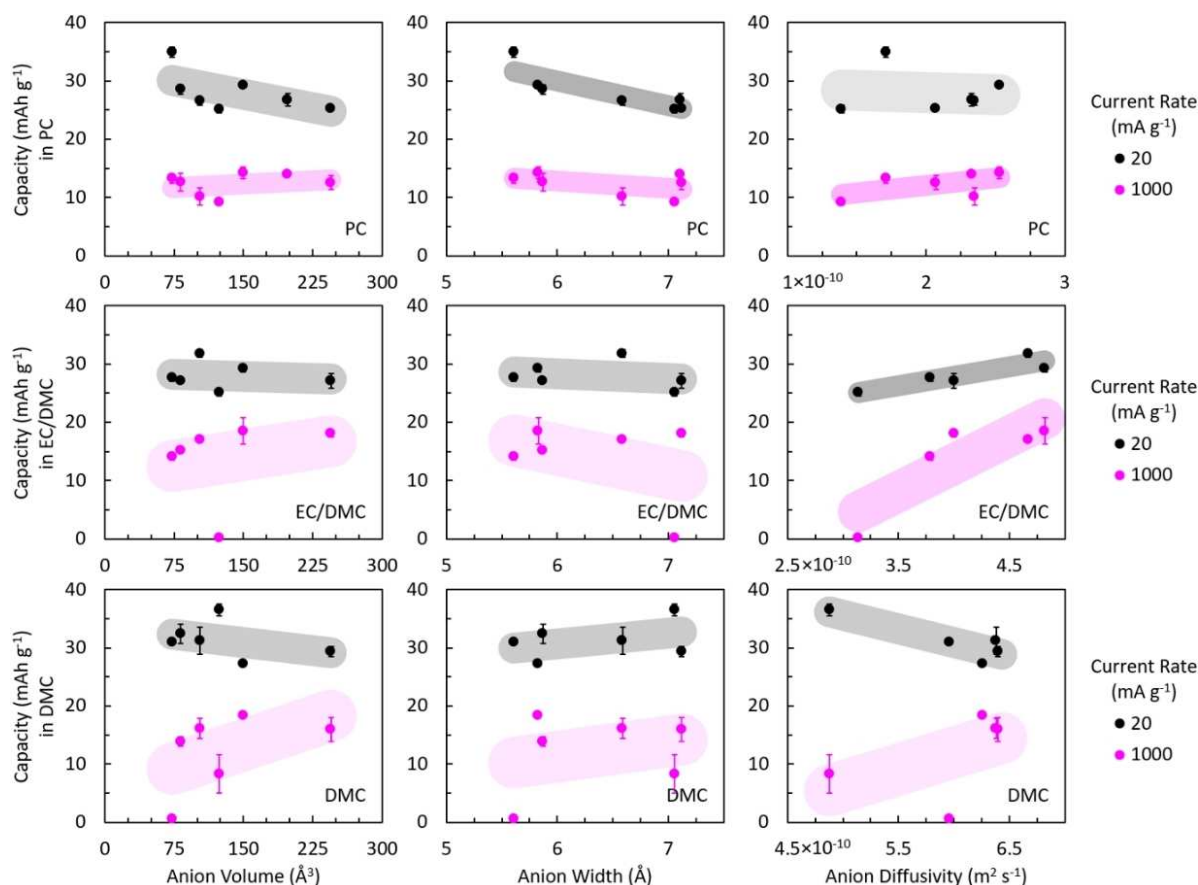 40
30
20
10
0
Capacity (mAh g⁻¹)
in PC
PC
0 75 150 225 300
40
30
20
10
0
PC
5 6 7
40
30
20
10
0
PC
1×10⁻¹⁰ 2 3
Current Rate
(mA g⁻¹)
20
1000
40
30
20
10
0
Capacity (mAh g⁻¹)
in EC/DMC
EC/DMC
0 75 150 225 300
40
30
20
10
0
EC/DMC
5 6 7
40
30
20
10
0
EC/DMC
2.5×10⁻¹⁰ 3.5 4.5
Current Rate
(mA g⁻¹)
20
1000
40
30
20
10
0
Capacity (mAh g⁻¹)
in DMC
DMC
0 75 150 225 300
Anion Volume (Å³)
40
30
20
10
0
DMC
5 6 7
Anion Width (Å)
40
30
20
10
0
DMC
4.5×10⁻¹⁰ 5.5 6.5
Anion Diffusivity (m² s⁻¹)
Current Rate
(mA g⁻¹)
20
1000